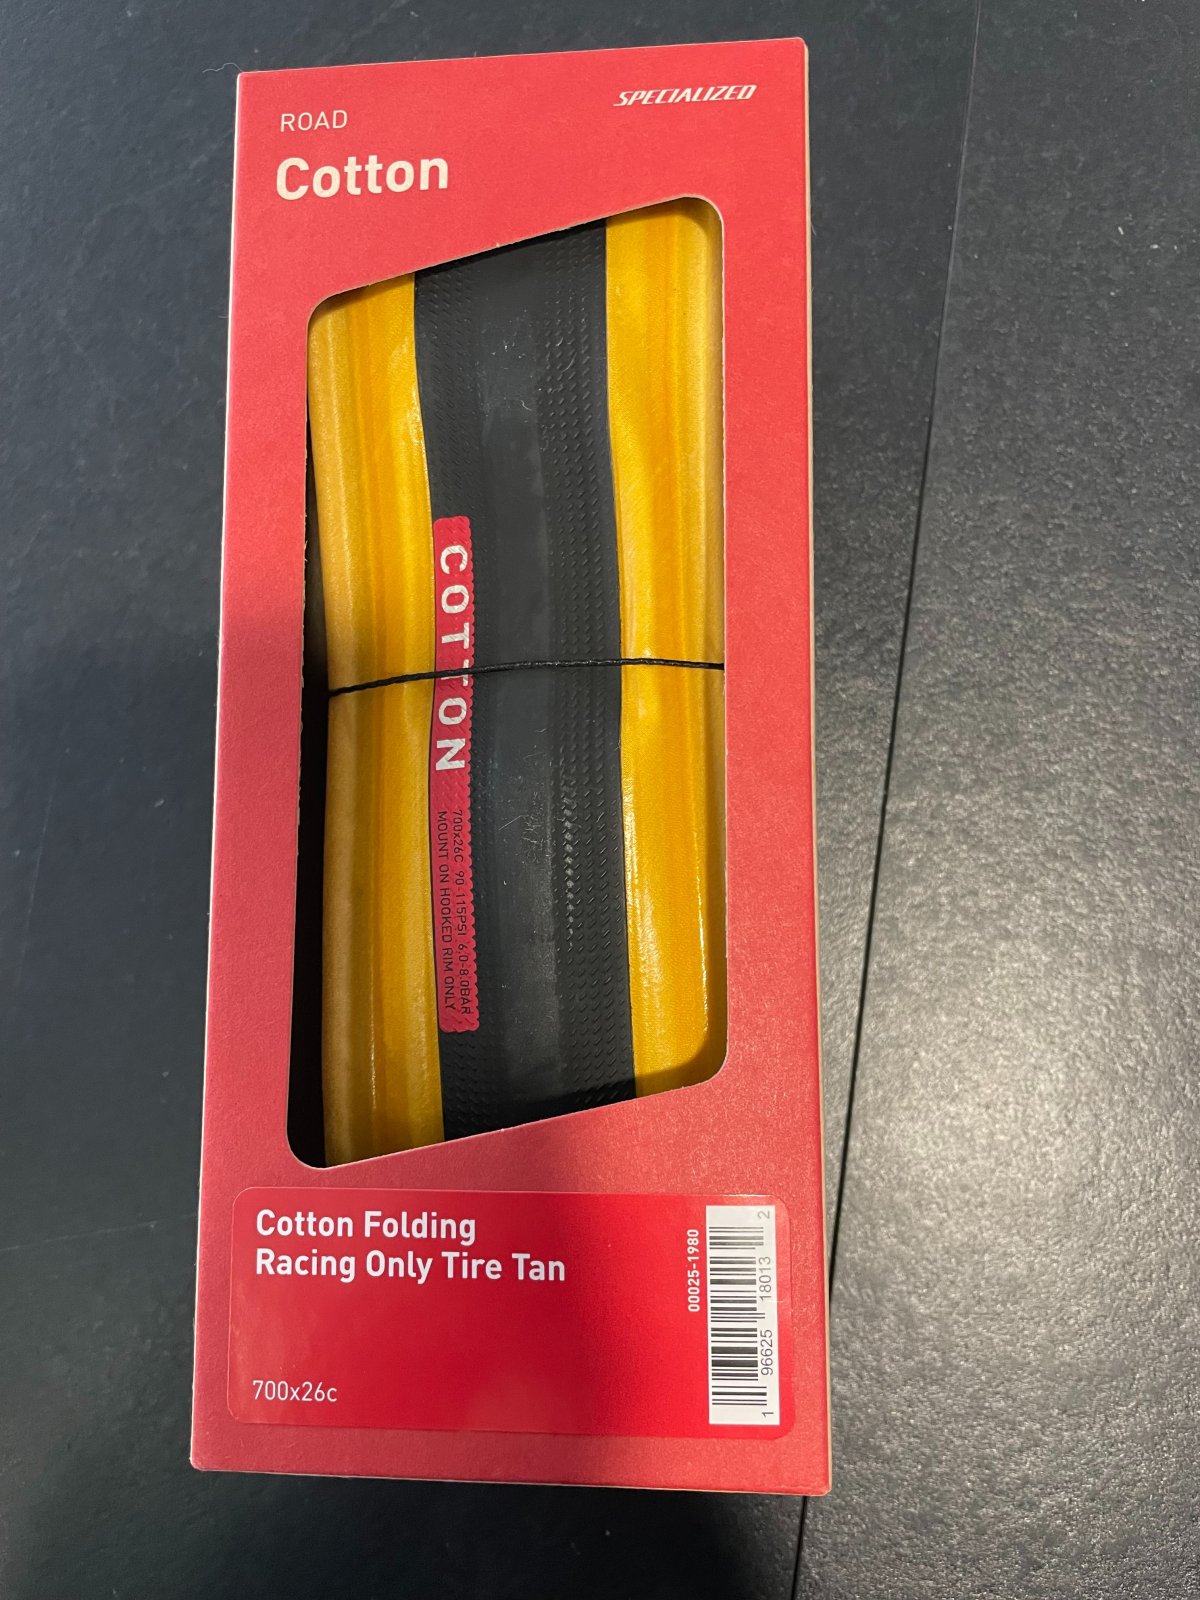 ROAD
SPECIALIZED
Cotton
COTTON
700x26C 90-115PSI 6.0-8.0BAR
MOUNT ON HOOKED RIM ONLY
Cotton Folding
Racing Only Tire Tan
700x26c
00025-1980
1 96625 18013 2